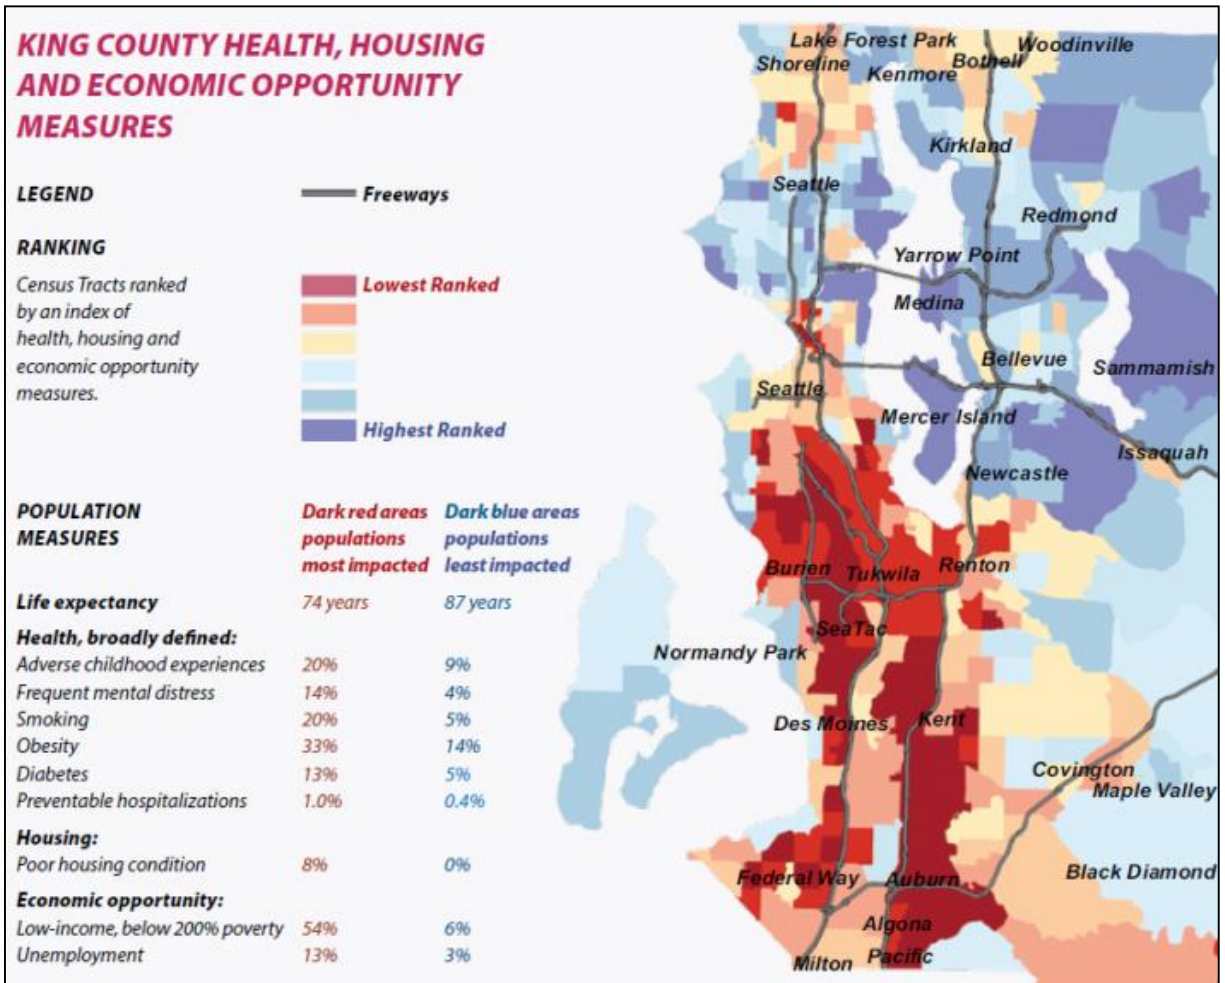 KING COUNTY HEALTH, HOUSING
AND ECONOMIC OPPORTUNITY
MEASURES
LEGEND
Freeways
RANKING
Census Tracts ranked
by an index of
health, housing and
economic opportunity
measures.
Lowest Ranked
Highest Ranked
POPULATION
MEASURES
Dark red areas
populations
most impacted
Dark blue areas
populations
least impacted
Life expectancy 74 years 87 years
Health, broadly defined:
Adverse childhood experiences 20% 9%
Frequent mental distress 14% 4%
Smoking 20% 5%
Obesity 33% 14%
Diabetes 13% 5%
Preventable hospitalizations 1.0% 0.4%
Housing:
Poor housing condition 8% 0%
Economic opportunity:
Low-income, below 200% poverty 54% 6%
Unemployment 13% 3%
Lake Forest Park
Woodinville
Shoreline
Bothell
Kenmore
Kirkland
Seattle
Redmond
Yarrow Point
Medina
Bellevue
Sammamish
Seattle
Mercer Island
Issaquah
Newcastle
Burien
Tukwila
Renton
SeaTac
Normandy Park
Des Moines
Kent
Covington
Maple Valley
Black Diamond
Federal Way
Auburn
Algona
Pacific
Milton